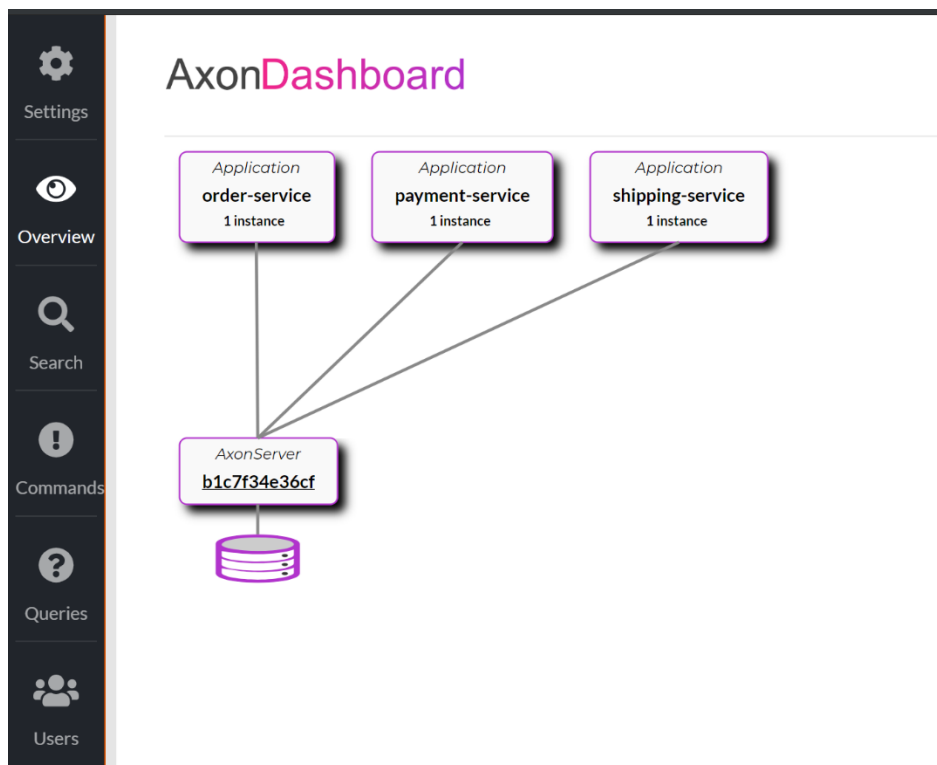 Settings
Overview
Search
Commands
Queries
Users
AxonDashboard
Application
order-service
1 instance
Application
payment-service
1 instance
Application
shipping-service
1 instance
AxonServer
b1c7f34e36cf